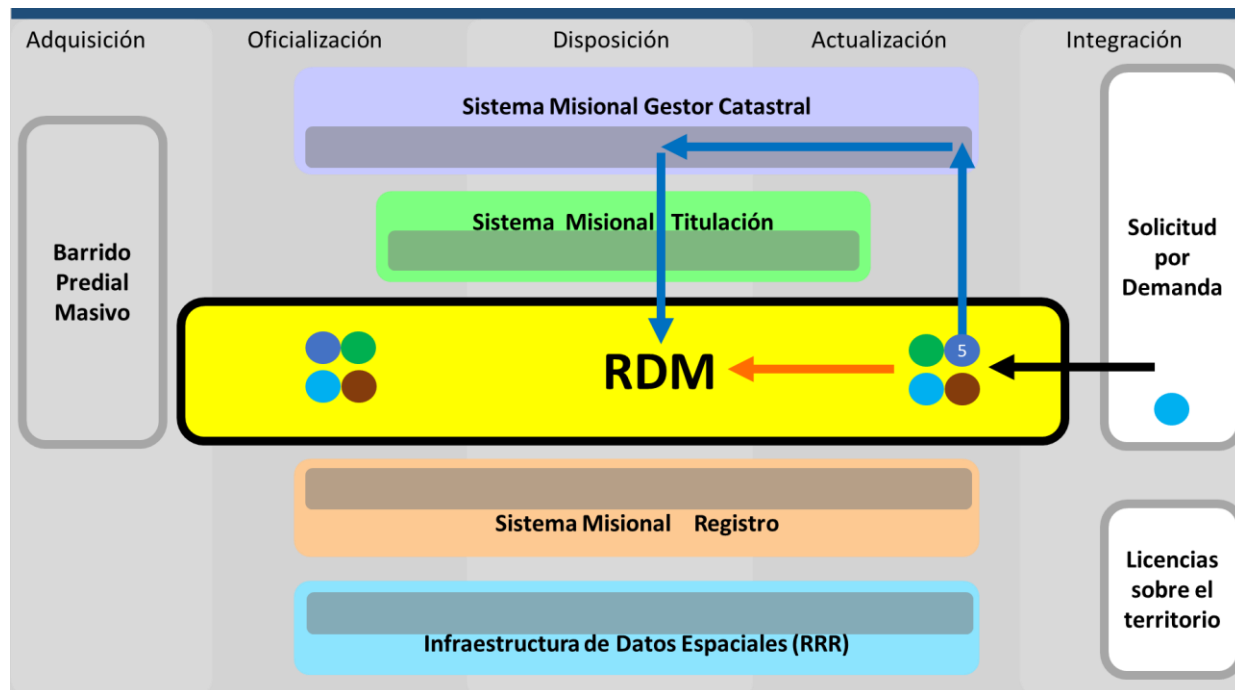 Adquisición
Oficialización
Disposición
Actualización
Integración
Sistema Misional Gestor Catastral
Sistema Misional Titulación
Barrido
Predial
Masivo
Solicitud
por
Demanda
5
RDM
Sistema Misional Registro
Licencias
sobre el
territorio
Infraestructura de Datos Espaciales (RRR)